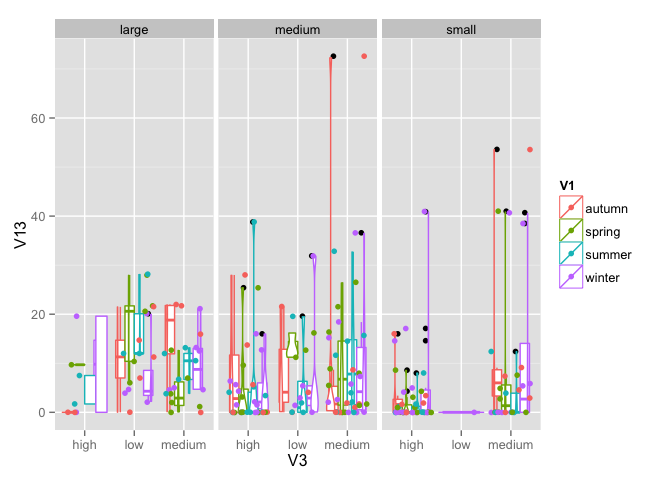 large medium small
60
40
20
0
V13
high low medium high low medium high low medium
V3
V1
autumn
spring
summer
winter